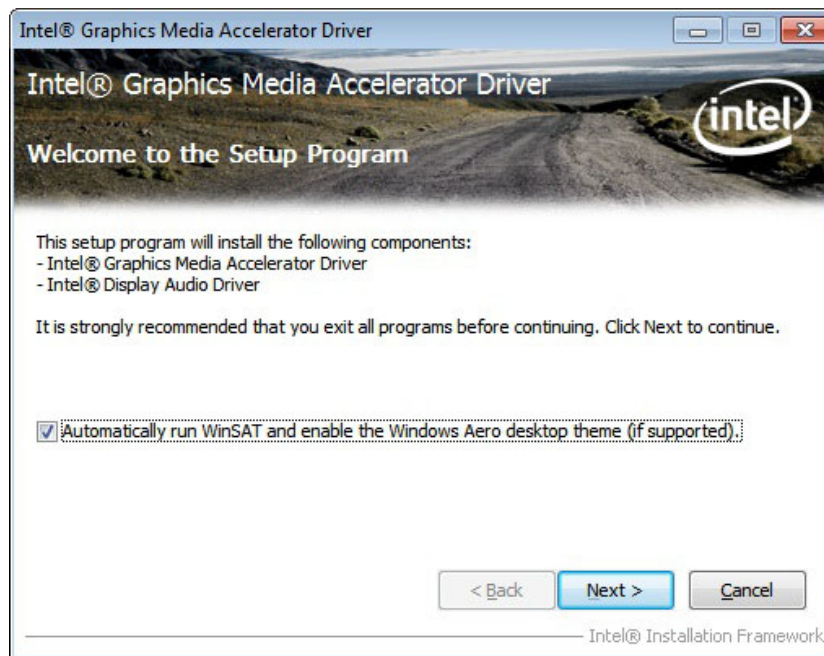 Intel® Graphics Media Accelerator Driver
Intel® Graphics Media Accelerator Driver
intel
Welcome to the Setup Program
This setup program will install the following components:
- Intel® Graphics Media Accelerator Driver
- Intel® Display Audio Driver
It is strongly recommended that you exit all programs before continuing. Click Next to continue.
Automatically run WinSAT and enable the Windows Aero desktop theme (if supported).
< Back Next > Cancel
Intel® Installation Framework